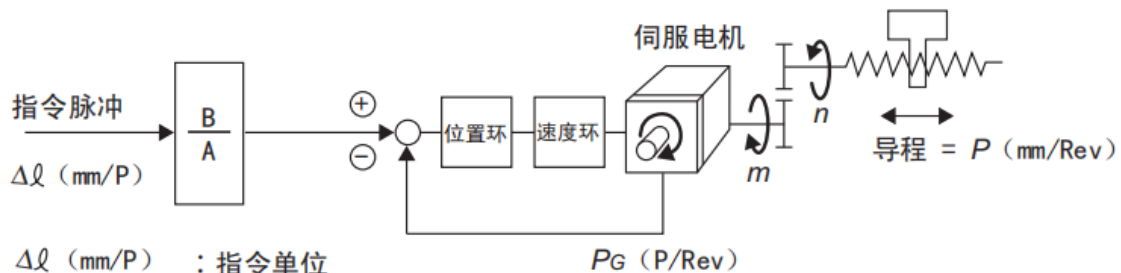 伺服电机
指令脉冲
B
A
⊕
⊖
位置环
速度环
n
m
Δℓ (mm/P)
导程 = P (mm/Rev)
Δℓ (mm/P) :指令单位
PG (P/Rev)